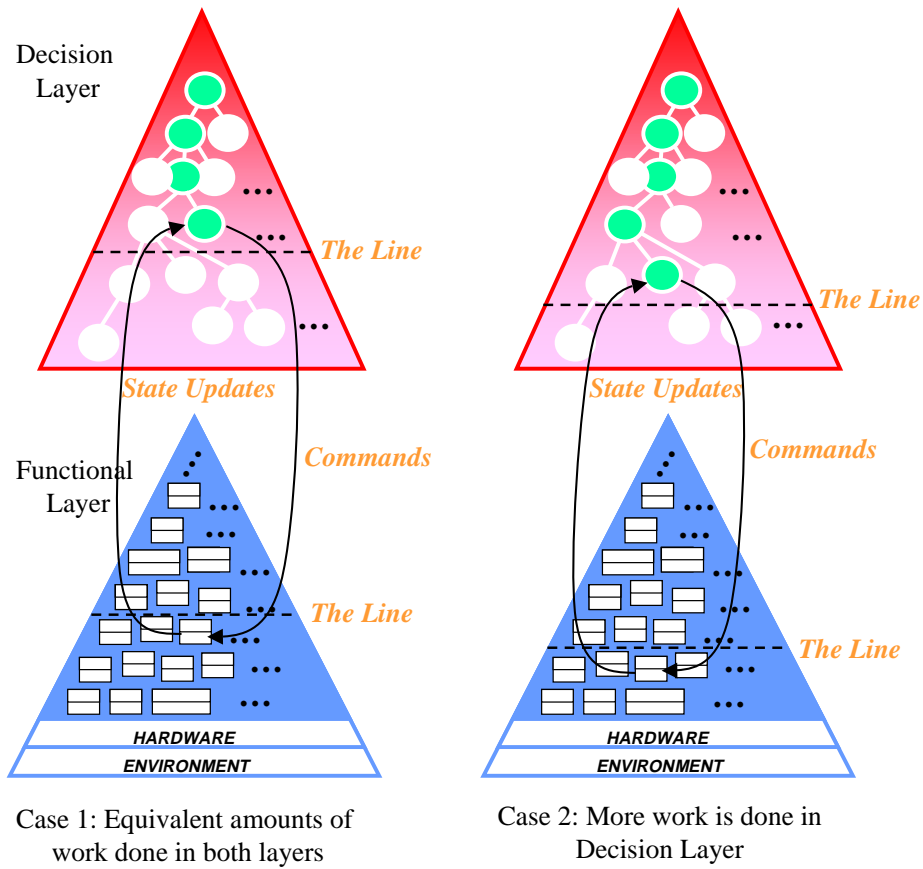 Decision
Layer
The Line
The Line
State Updates
State Updates
Commands
Commands
Functional
Layer
The Line
The Line
HARDWARE
HARDWARE
ENVIRONMENT
ENVIRONMENT
Case 1: Equivalent amounts of
work done in both layers
Case 2: More work is done in
Decision Layer